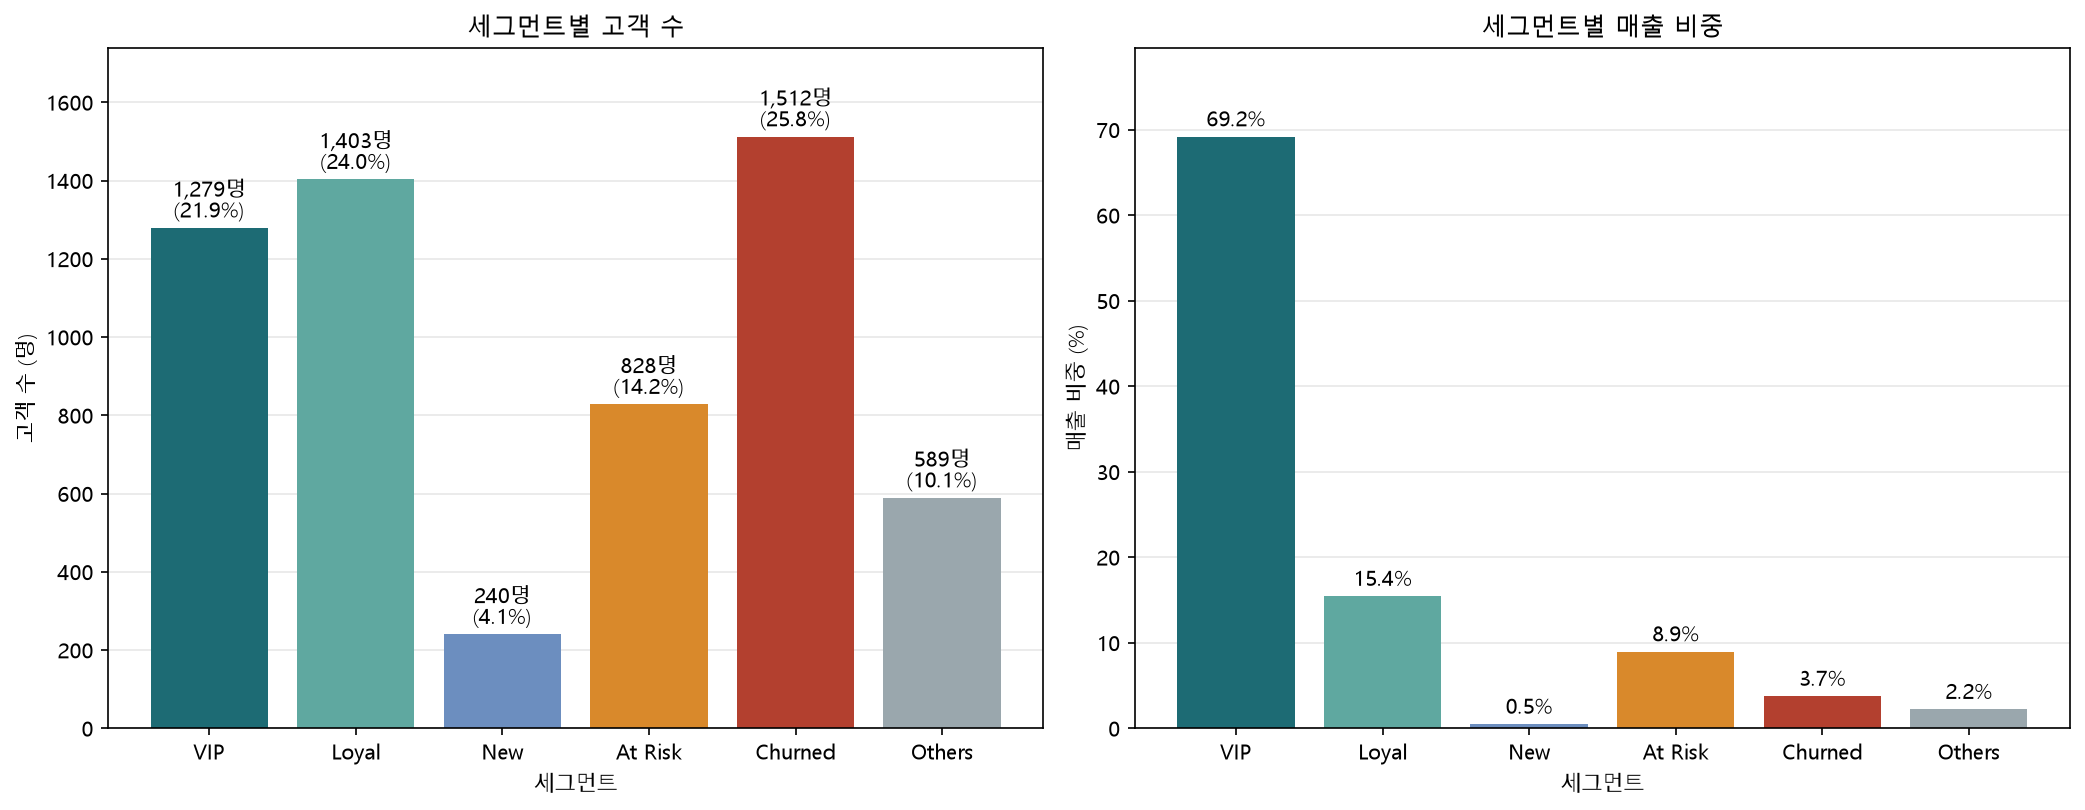 세그먼트별 고객 수
고객 수 (명)
1600
1400
1200
1000
800
600
400
200
0
1,279명
(21.9%)
1,403명
(24.0%)
240명
(4.1%)
828명
(14.2%)
1,512명
(25.8%)
589명
(10.1%)
VIP
Loyal
New
At Risk
Churned
Others
세그먼트
세그먼트별 매출 비중
매출 비중 (%)
70
60
50
40
30
20
10
0
69.2%
15.4%
0.5%
8.9%
3.7%
2.2%
VIP
Loyal
New
At Risk
Churned
Others
세그먼트